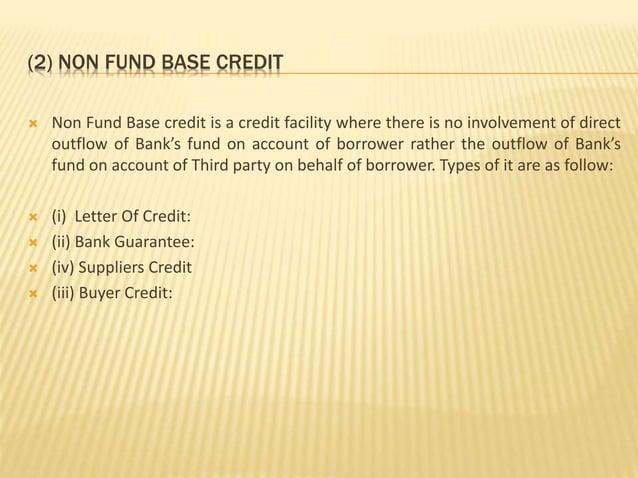 (2) NON FUND BASE CREDIT
Non Fund Base credit is a credit facility where there is no involvement of direct
outflow of Bank’s fund on account of borrower rather the outflow of Bank’s
fund on account of Third party on behalf of borrower. Types of it are as follow:
(i) Letter Of Credit:
(ii) Bank Guarantee:
(iv) Suppliers Credit
(iii) Buyer Credit: